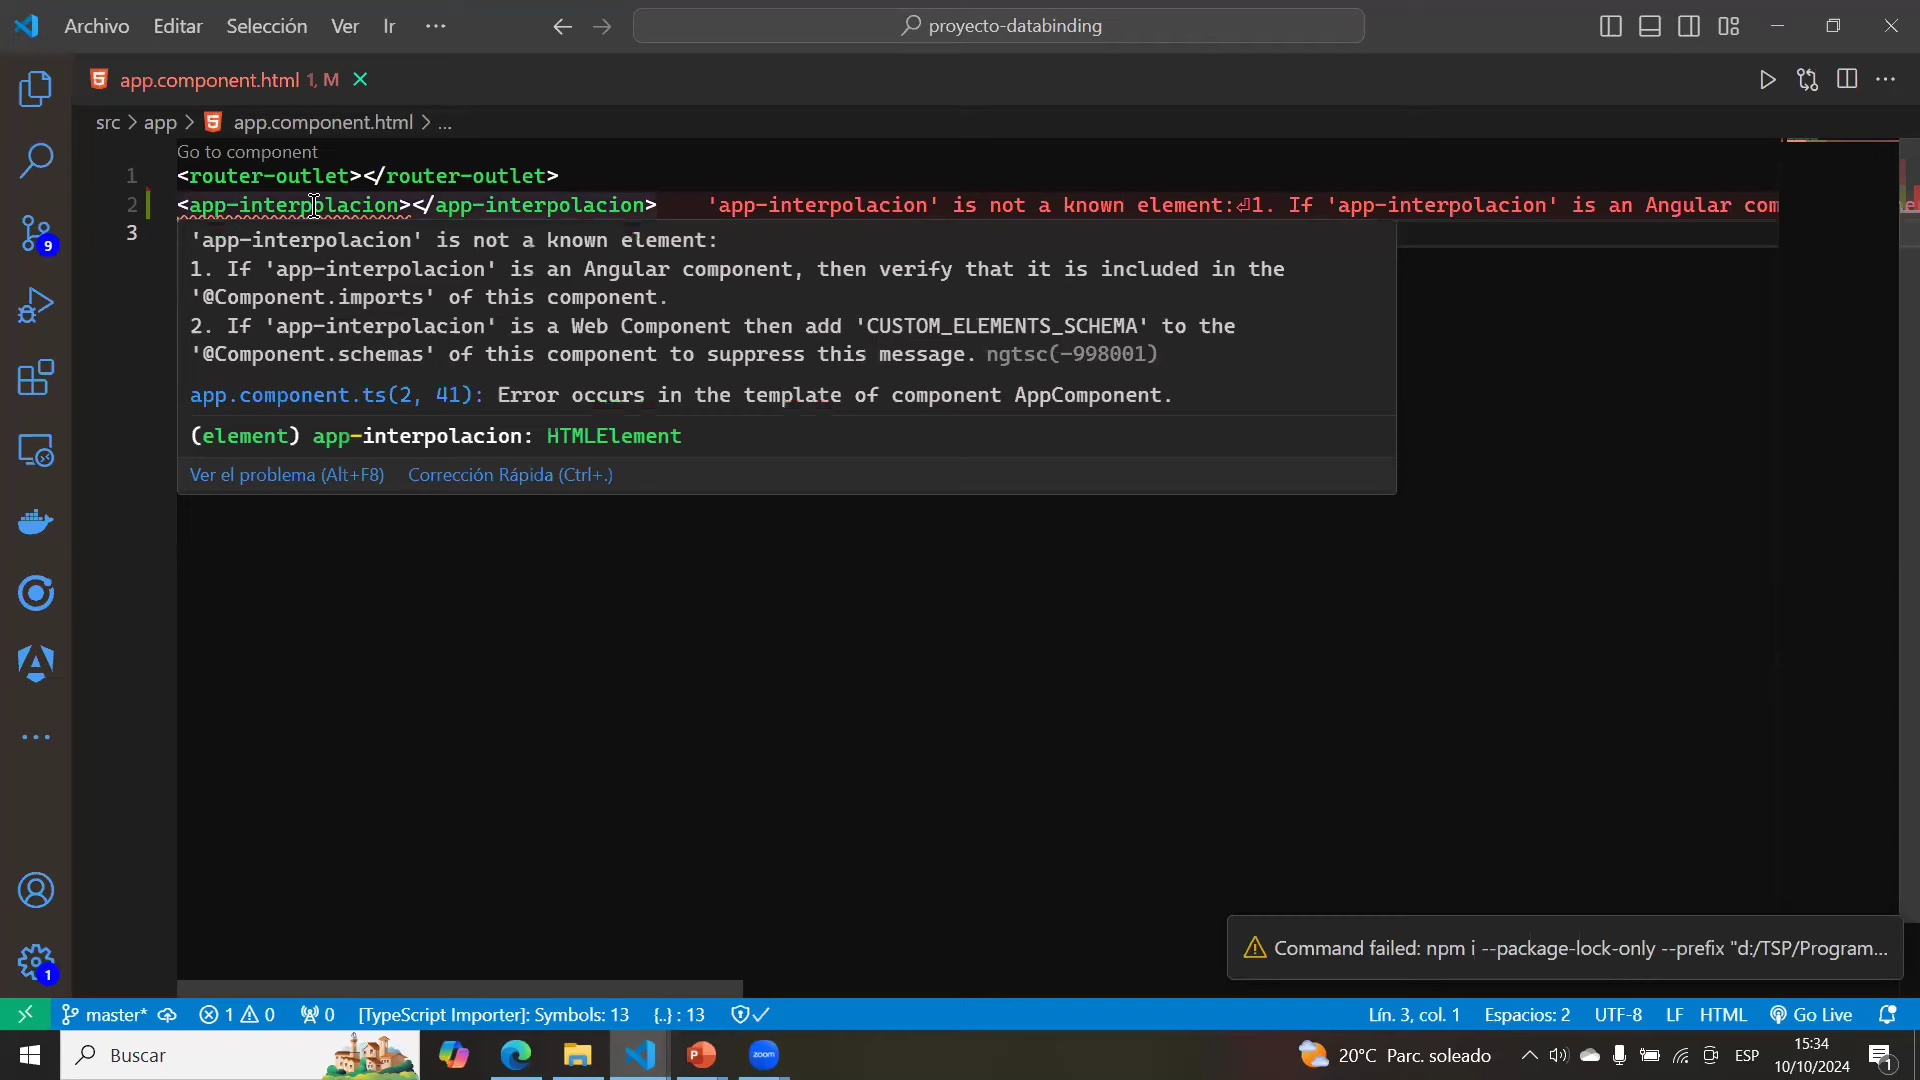 Archivo Editar Selección Ver Ir ···
proyecto-databinding
app.component.html 1, M
src > app > app.component.html > ...
Go to component
1 <router-outlet></router-outlet>
2 <app-interpolacion></app-interpolacion> 'app-interpolacion' is not a known element:⏎1. If 'app-interpolacion' is an Angular com
3
'app-interpolacion' is not a known element:
1. If 'app-interpolacion' is an Angular component, then verify that it is included in the
'@Component.imports' of this component.
2. If 'app-interpolacion' is a Web Component then add 'CUSTOM_ELEMENTS_SCHEMA' to the
'@Component.schemas' of this component to suppress this message. ngtsc(-998001)
app.component.ts(2, 41): Error occurs in the template of component AppComponent.
(element) app-interpolacion: HTMLElement
Ver el problema (Alt+F8) Corrección Rápida (Ctrl+.)
9
1
Command failed: npm i --package-lock-only --prefix "d:/TSP/Program...
master* 1 0 0 [TypeScript Importer]: Symbols: 13 {..} : 13 Lín. 3, col. 1 Espacios: 2 UTF-8 LF HTML Go Live
Buscar
zoom
20°C Parc. soleado
ESP
15:34
10/10/2024
1